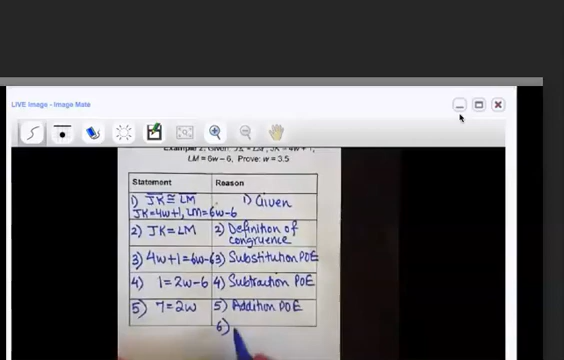 LIVE Image - Image Mate
LM = 6w – 6, Prove: w = 3.5
Statement Reason
1) JK ≅ LM 1) Given
JK=4w+1, LM=6w-6
2) JK=LM 2) Definition of
congruence
3) 4w+1=6w-6 3) Substitution POE
4) 1=2w-6 4) Subtraction POE
5) 7=2w 5) Addition POE
6)